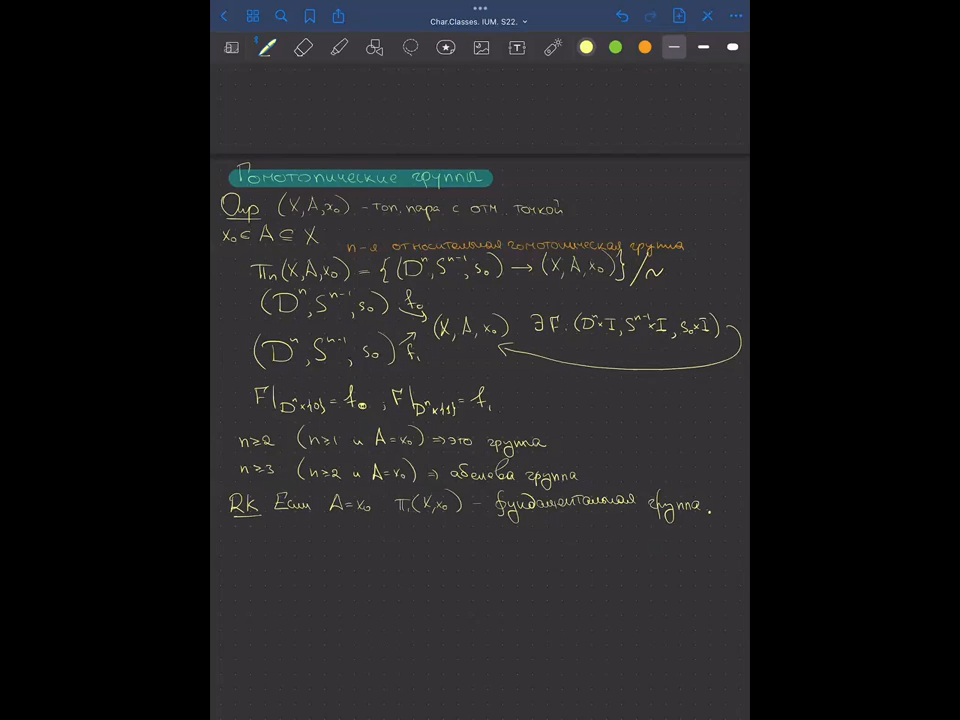 Char.Classes. IUM. S22.
Гомотопические группы
Опр (X, A, x₀) - топ. пара с отм. точкой
x₀ ∈ A ⊆ X
n-я относительная гомотопическая группа
πₙ(X, A, x₀) = {(Dⁿ, Sⁿ⁻¹, s₀) → (X, A, x₀)}/∼
(Dⁿ, Sⁿ⁻¹, s₀) f₀
(X, A, x₀) ∃ F: (Dⁿ×I, Sⁿ⁻¹×I, s₀×I)
(Dⁿ, Sⁿ⁻¹, s₀) f₁
F|Dⁿ×{0} = f₀ ; F|Dⁿ×{1} = f₁
n≥2 (n≥1 и A=x₀) ⇒ это группа
n≥3 (n≥2 и A=x₀) ⇒ абелева группа
RK Если A=x₀ π₁(X, x₀) - фундаментальная группа.